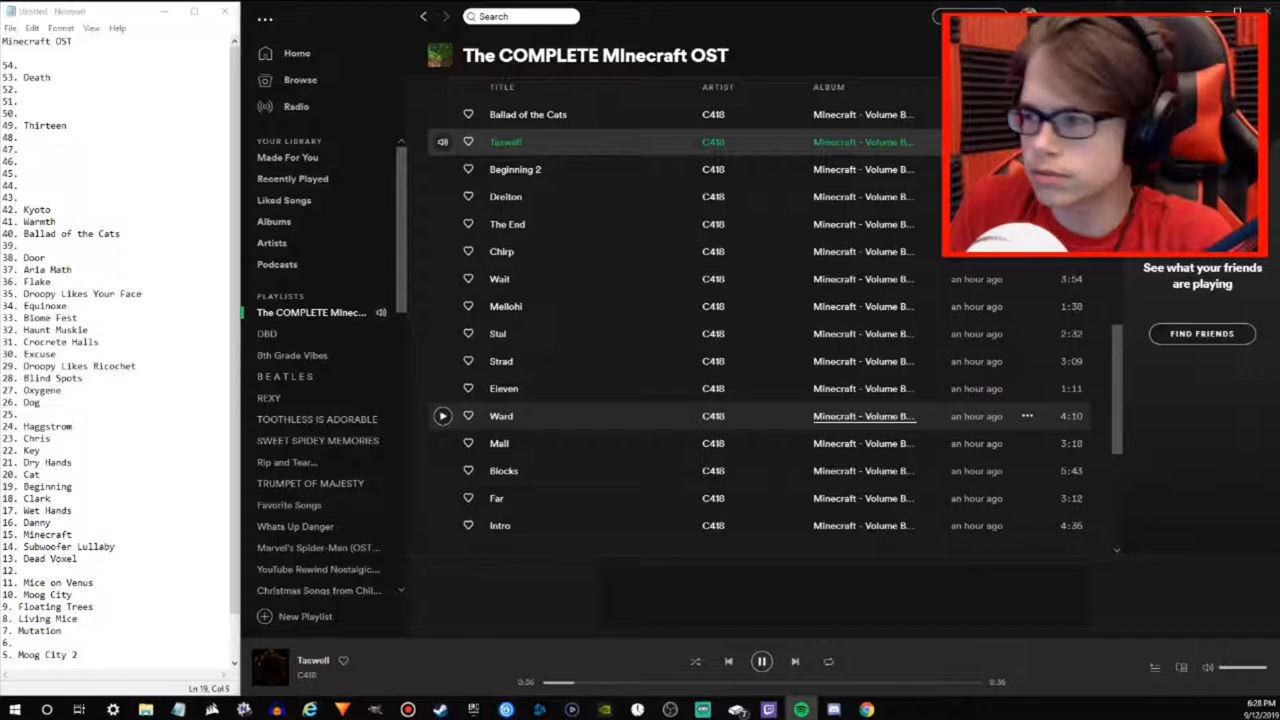 Untitled - Notepad
File Edit Format View Help
Minecraft OST
54.
53. Death
52.
51.
50.
49. Thirteen
48.
47.
46.
45.
44.
43.
42. Kyoto
41. Warmth
40. Ballad of the Cats
39.
38. Door
37. Aria Math
36. Flake
35. Droopy Likes Your Face
34. Equinoxe
33. Biome Fest
32. Haunt Muskie
31. Crocrete Halls
30. Excuse
29. Droopy Likes Ricochet
28. Blind Spots
27. Oxygene
26. Dog
25.
24. Haggstrom
23. Chris
22. Key
21. Dry Hands
20. Cat
19. Beginning
18. Clark
17. Wet Hands
16. Danny
15. Minecraft
14. Subwoofer Lullaby
13. Dead Voxel
12.
11. Mice on Venus
10. Moog City
9. Floating Trees
8. Living Mice
7. Mutation
6.
5. Moog City 2
Ln 19, Col 5
Home
Browse
Radio
YOUR LIBRARY
Made For You
Recently Played
Liked Songs
Albums
Artists
Podcasts
PLAYLISTS
The COMPLETE Minec...
DBD
8th Grade Vibes
B E A T L E S
REXY
TOOTHLESS IS ADORABLE
SWEET SPIDEY MEMORIES
Rip and Tear...
TRUMPET OF MAJESTY
Favorite Songs
Whats Up Danger
Marvel's Spider-Man (OST...
YouTube Rewind Nostalgic...
Christmas Songs from Chil...
New Playlist
Search
The COMPLETE MInecraft OST
TITLE ARTIST ALBUM
Ballad of the Cats C418 Minecraft - Volume B...
Taswell C418 Minecraft - Volume B...
Beginning 2 C418 Minecraft - Volume B...
Dreiton C418 Minecraft - Volume B...
The End C418 Minecraft - Volume B...
Chirp C418 Minecraft - Volume B...
Wait C418 Minecraft - Volume B... an hour ago 3:54
Mellohi C418 Minecraft - Volume B... an hour ago 1:38
Stal C418 Minecraft - Volume B... an hour ago 2:32
Strad C418 Minecraft - Volume B... an hour ago 3:09
Eleven C418 Minecraft - Volume B... an hour ago 1:11
Ward C418 Minecraft - Volume B... an hour ago ••• 4:10
Mall C418 Minecraft - Volume B... an hour ago 3:18
Blocks C418 Minecraft - Volume B... an hour ago 5:43
Far C418 Minecraft - Volume B... an hour ago 3:12
Intro C418 Minecraft - Volume B... an hour ago 4:36
See what your friends
are playing
FIND FRIENDS
Taswell
C418
0:36 8:36
6:28 PM
9/12/2019